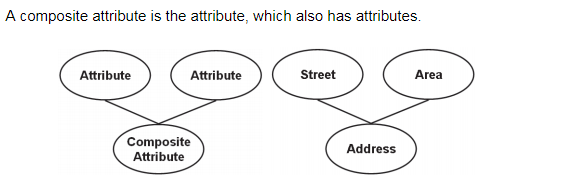 A composite attribute is the attribute, which also has attributes.
Attribute Attribute Street Area
Composite
Attribute
Address